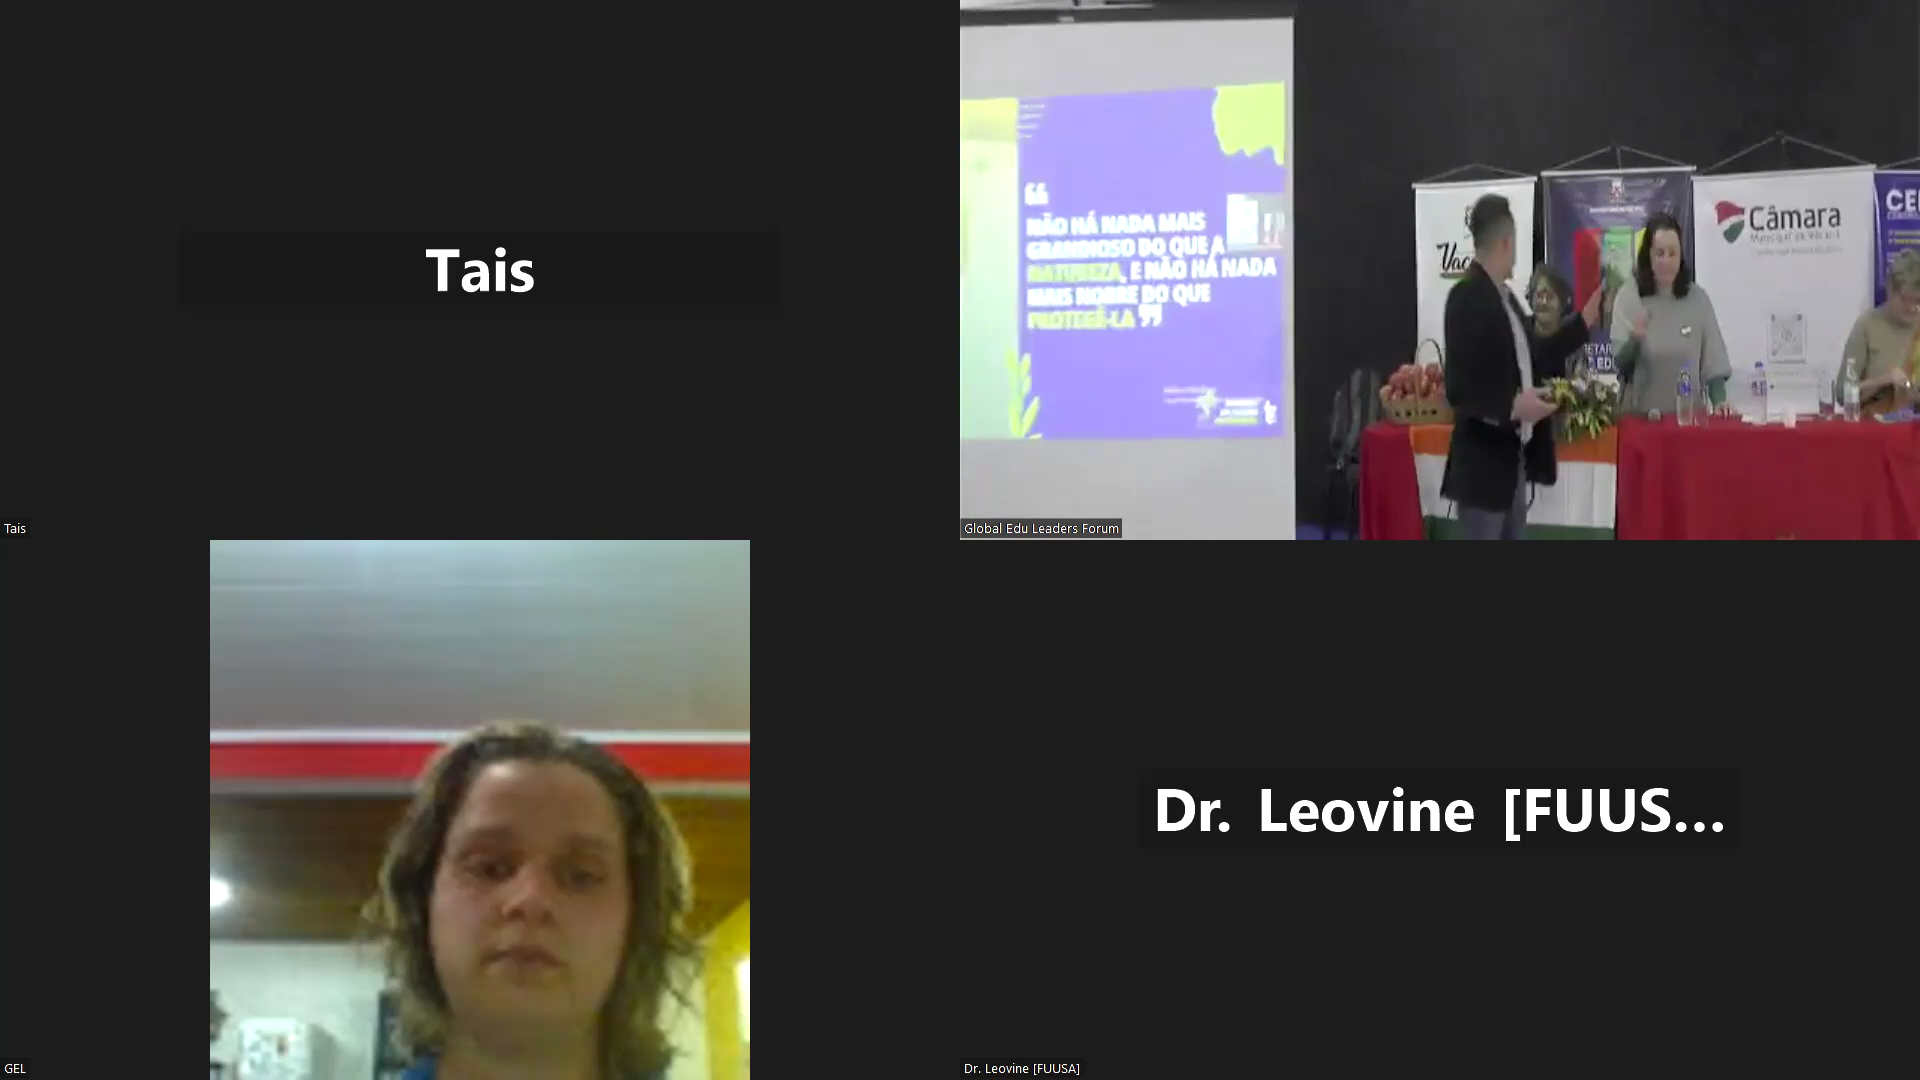 Tais
Tais
“
NÃO HÁ NADA MAIS
GRANDIOSO DO QUE A
NATUREZA, E NÃO HÁ NADA
MAIS NOBRE DO QUE
PROTEGÊ-LA ”
Câmara
Global Edu Leaders Forum
GEL
Dr. Leovine [FUUS...
Dr. Leovine [FUUSA]